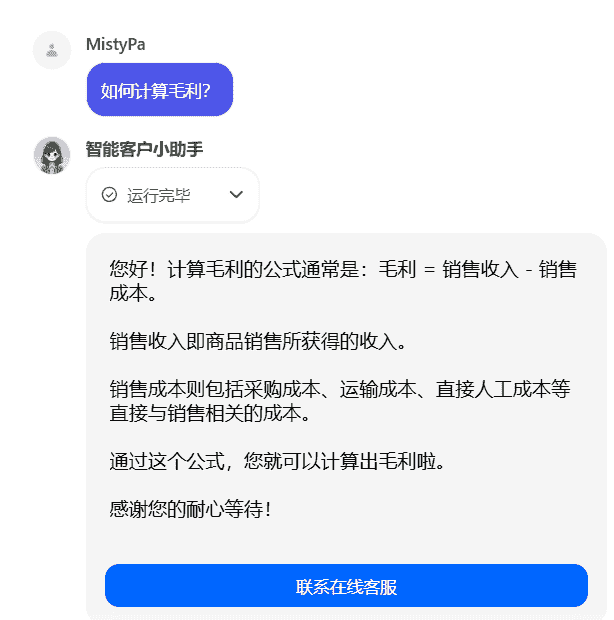 MistyPa
如何计算毛利？
智能客户小助手
运行完毕
您好！计算毛利的公式通常是：毛利 = 销售收入 - 销售
成本。
销售收入即商品销售所获得的收入。
销售成本则包括采购成本、运输成本、直接人工成本等
直接与销售相关的成本。
通过这个公式，您就可以计算出毛利啦。
感谢您的耐心等待！
联系在线客服